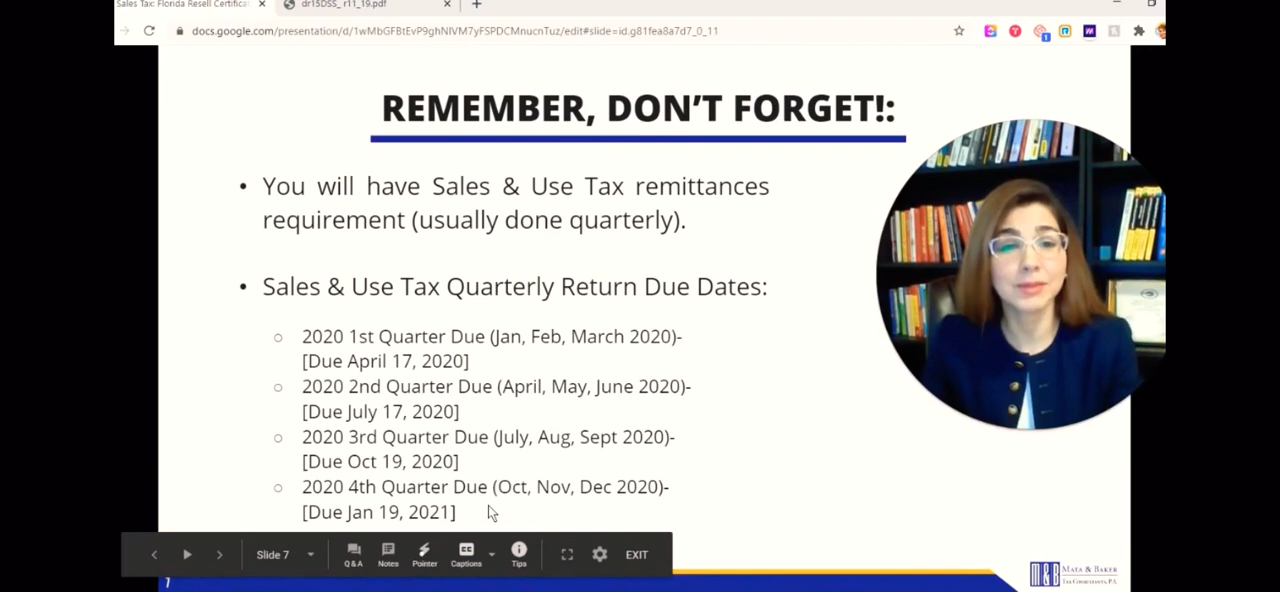 Sales Tax: Florida Resell Certifica
dr15DSS_ r11_19.pdf
docs.google.com/presentation/d/1wMbGFBtEvP9ghNIVM7yFSPDCMnucnTuz/edit#slide=id.g81fea8a7d7_0_11
REMEMBER, DON'T FORGET!:
• You will have Sales & Use Tax remittances
requirement (usually done quarterly).
• Sales & Use Tax Quarterly Return Due Dates:
○ 2020 1st Quarter Due (Jan, Feb, March 2020)-
[Due April 17, 2020]
○ 2020 2nd Quarter Due (April, May, June 2020)-
[Due July 17, 2020]
○ 2020 3rd Quarter Due (July, Aug, Sept 2020)-
[Due Oct 19, 2020]
○ 2020 4th Quarter Due (Oct, Nov, Dec 2020)-
[Due Jan 19, 2021]
Slide 7
Q & A
Notes
Pointer
Captions
Tips
EXIT
7
M&B
MATA & BAKER
TAX CONSULTANTS, P.A.